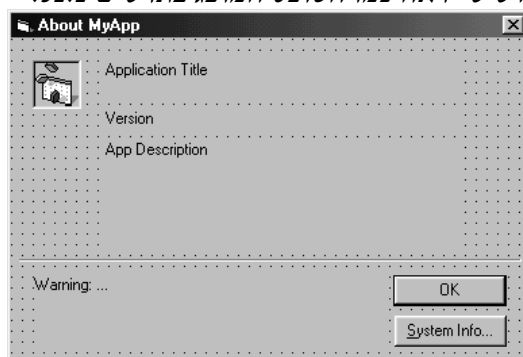 About MyApp
Application Title
Version
App Description
Warning: ...
OK
System Info...